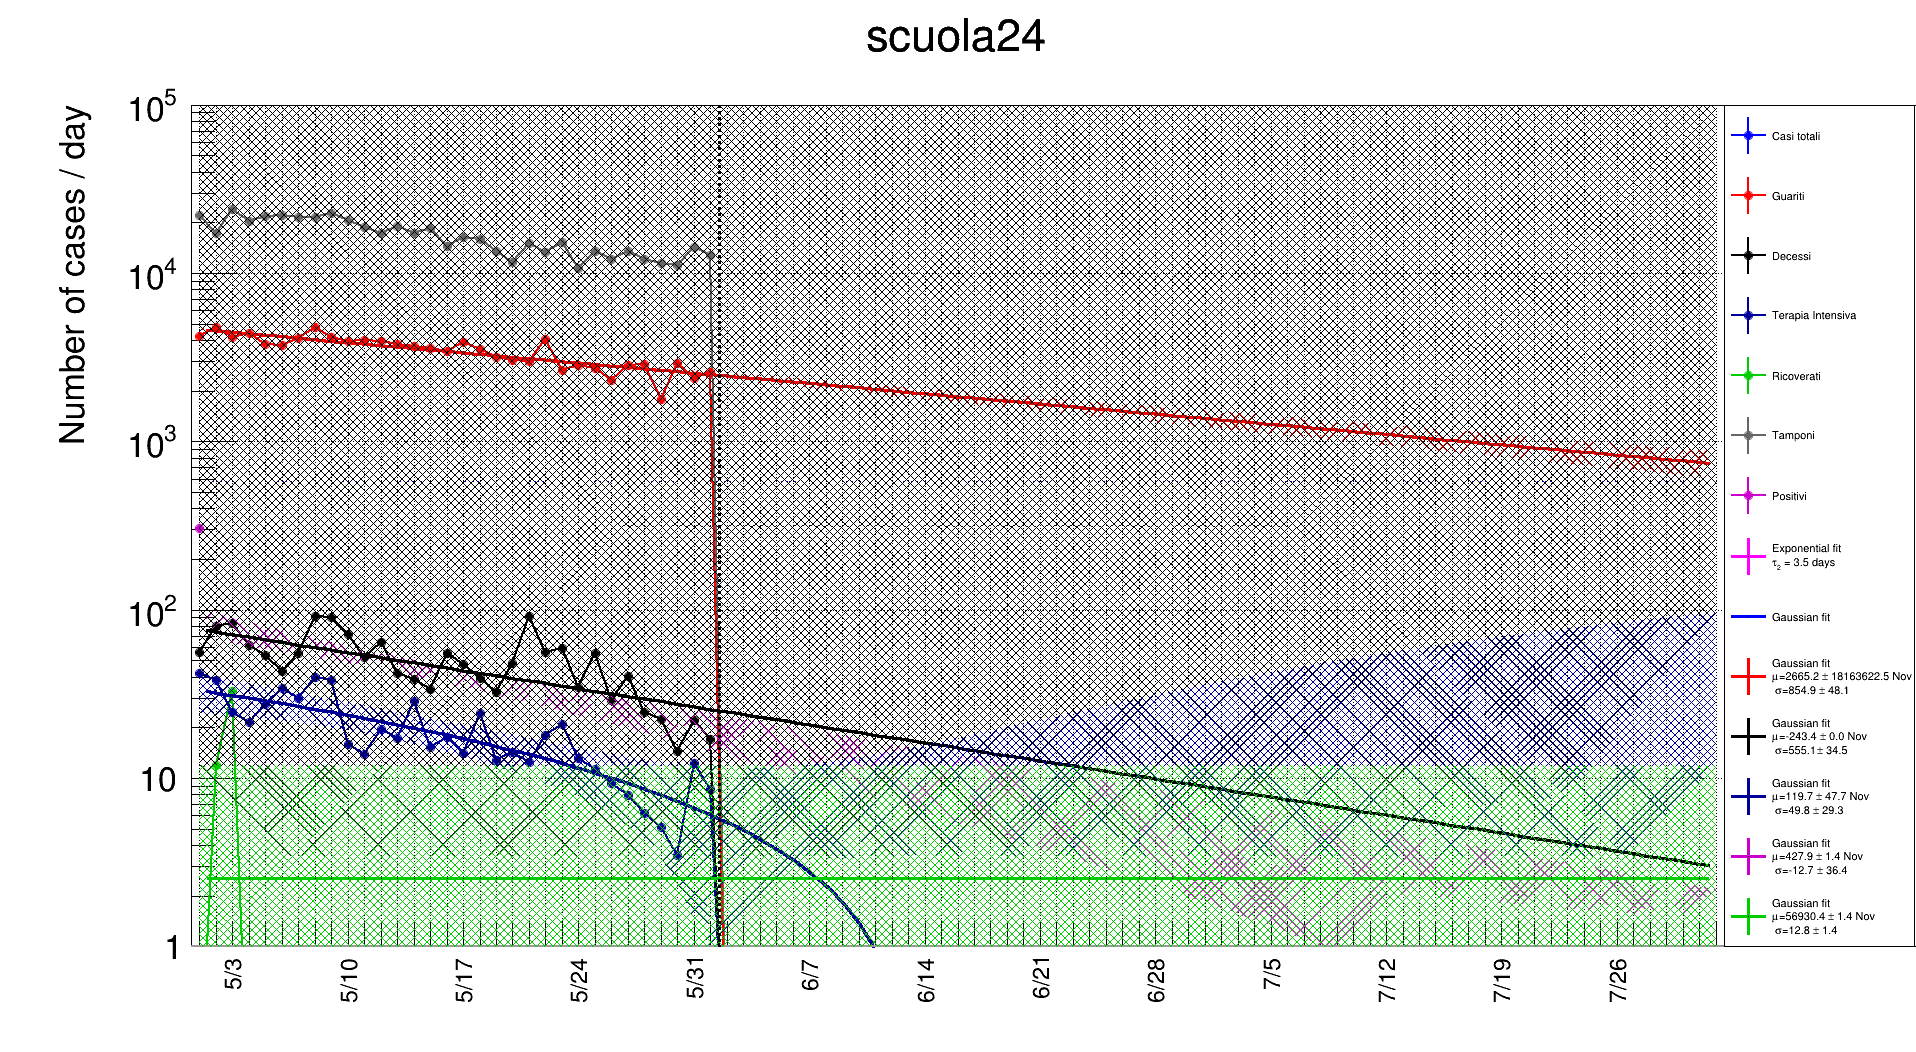 scuola24
Number of cases / day
10^5
10^4
10^3
10^2
10
1
5/3
5/10
5/17
5/24
5/31
6/7
6/14
6/21
6/28
7/5
7/12
7/19
7/26
Casi totali
Guariti
Decessi
Terapia Intensiva
Ricoverati
Tamponi
Positivi
Exponential fit
τ₂ = 3.5 days
Gaussian fit
Gaussian fit
μ=2665.2 ± 18163622.5 Nov
σ=854.9 ± 48.1
Gaussian fit
μ=-243.4 ± 0.0 Nov
σ=555.1 ± 34.5
Gaussian fit
μ=119.7 ± 47.7 Nov
σ=49.8 ± 29.3
Gaussian fit
μ=427.9 ± 1.4 Nov
σ=-12.7 ± 36.4
Gaussian fit
μ=56930.4 ± 1.4 Nov
σ=12.8 ± 1.4